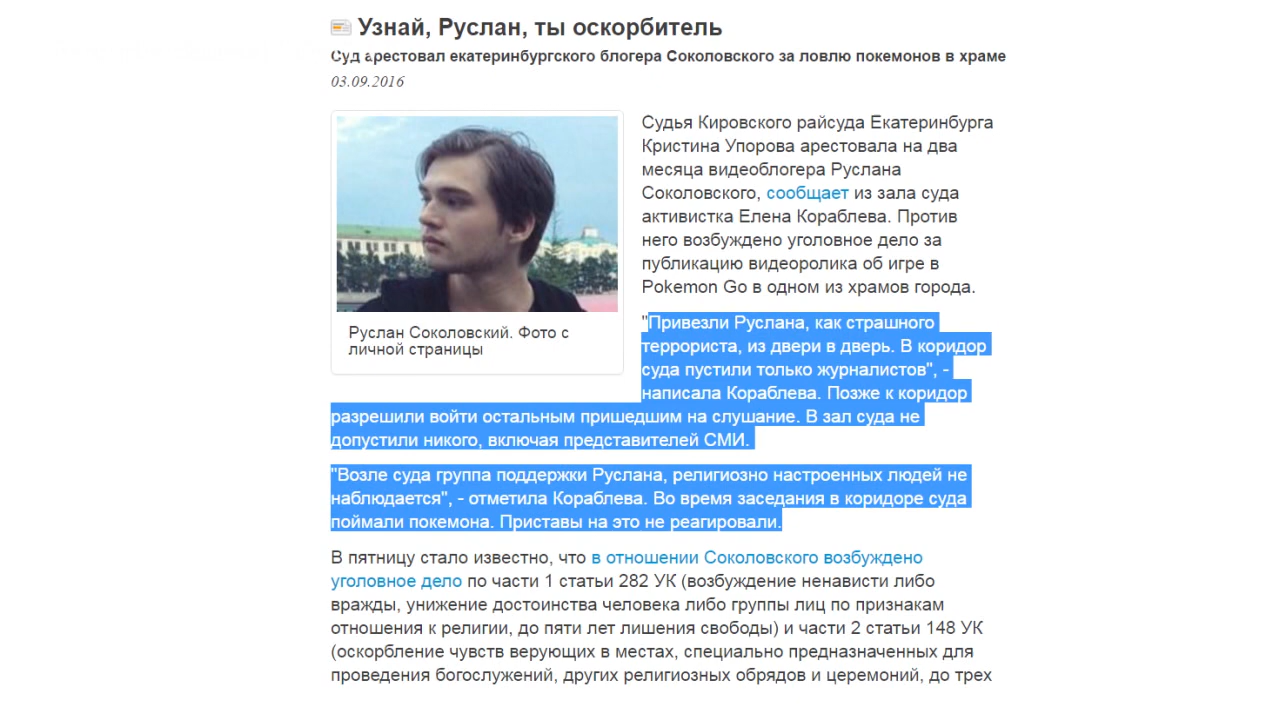 Узнай, Руслан, ты оскорбитель
Суд арестовал екатеринбургского блогера Соколовского за ловлю покемонов в храме
03.09.2016
Руслан Соколовский. Фото с
личной страницы
Судья Кировского райсуда Екатеринбурга
Кристина Упорова арестовала на два
месяца видеоблогера Руслана
Соколовского, сообщает из зала суда
активистка Елена Кораблева. Против
него возбуждено уголовное дело за
публикацию видеоролика об игре в
Pokemon Go в одном из храмов города.
"Привезли Руслана, как страшного
террориста, из двери в дверь. В коридор
суда пустили только журналистов", -
написала Кораблева. Позже к коридор
разрешили войти остальным пришедшим на слушание. В зал суда не
допустили никого, включая представителей СМИ.
"Возле суда группа поддержки Руслана, религиозно настроенных людей не
наблюдается", - отметила Кораблева. Во время заседания в коридоре суда
поймали покемона. Приставы на это не реагировали.
В пятницу стало известно, что в отношении Соколовского возбуждено
уголовное дело по части 1 статьи 282 УК (возбуждение ненависти либо
вражды, унижение достоинства человека либо группы лиц по признакам
отношения к религии, до пяти лет лишения свободы) и части 2 статьи 148 УК
(оскорбление чувств верующих в местах, специально предназначенных для
проведения богослужений, других религиозных обрядов и церемоний, до трех